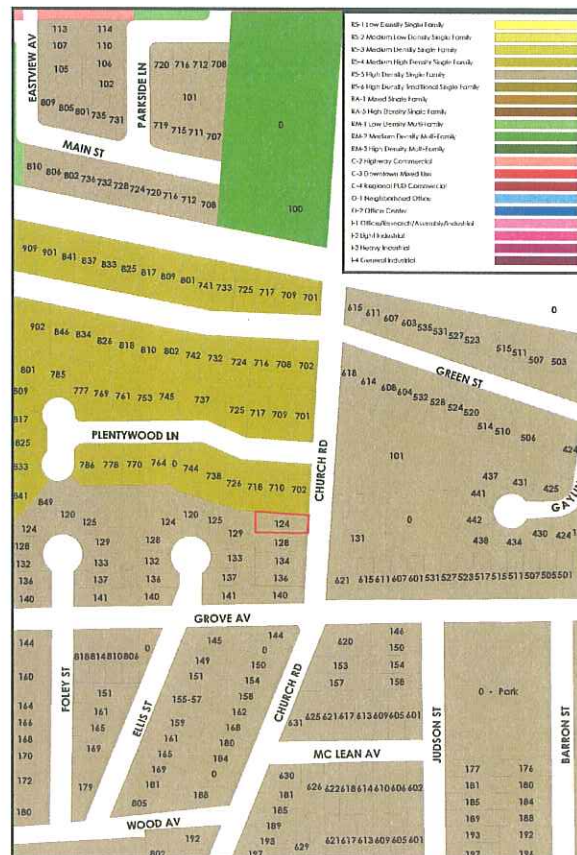 RS-1 Low Density Single Family
RS-2 Medium Low Density Single Family
RS-3 Medium Density Single Family
RS-4 Medium High Density Single Family
RS-5 High Density Single Family
RS-6 High Density Traditional Single Family
RA-1 Mixed Single Family
RA-5 High Density Single Family
RM-1 Low Density Multi-Family
RM-2 Medium Density Multi-Family
RM-3 High Density Multi-Family
C-2 Highway Commercial
C-3 Downtown Mixed Use
C-4 Regional PUD Commercial
O-1 Neighborhood Office
O-2 Office Center
I-1 Office/Research/Assembly/Industrial
I-2 Light Industrial
I-3 Heavy Industrial
I-4 General Industrial
EASTVIEW AV
113 114
107 110
105 106
102
809 805 801 735 731
PARKSIDE LN
720 716 712 708
101
719 715 711 707
0
100
MAIN ST
810 806 802 736 732 728 724 720 716 712 708
909 901 841 837 833 825 817 809 801 741 733 725 717 709 701
902 846 834 826 818 810 802 742 732 724 716 708 702
801 785 777 769 761 753 745 737 725 717 709 701
809
817
825
833
841
849
PLENTYWOOD LN
786 778 770 764 0 744 738 726 718 710 702
CHURCH RD
615 611 607 603 535 531 527 523 515 511 507 503
0
GREEN ST
618 614 608 604 532 528 524 520 514 510 506
424
101
0
131
437 431 425
441
442
438 434 430 424
621 615 611 607 601 531 527 523 517 515 511 507 505 501
120 125 120 125 124
124 124 129 128
128 129 128 133 134
132 133 132 137 136
136 137 136 141 140
140 141 140
GROVE AV
144
160
164
166
168
170
172
180
FOLEY ST
818 814 810 806 0
151
161
165
169
179
ELLIS ST
145
149
151
155-57
159
161
165
169
181
805
144
0
150
154
158
162
180
184
0
188
CHURCH RD
620
153
157
146
150
154
158
631 625 621 617 613 609 605 601
MC LEAN AV
630
181
185
189
193
197
626 622 618 614 610 606 602
629 621 617 613 609 605 601
JUDSON ST
0 - Park
177 176
181 180
185 184
189 188
193 192
197 196
BARRON ST
WOOD AV
192
802